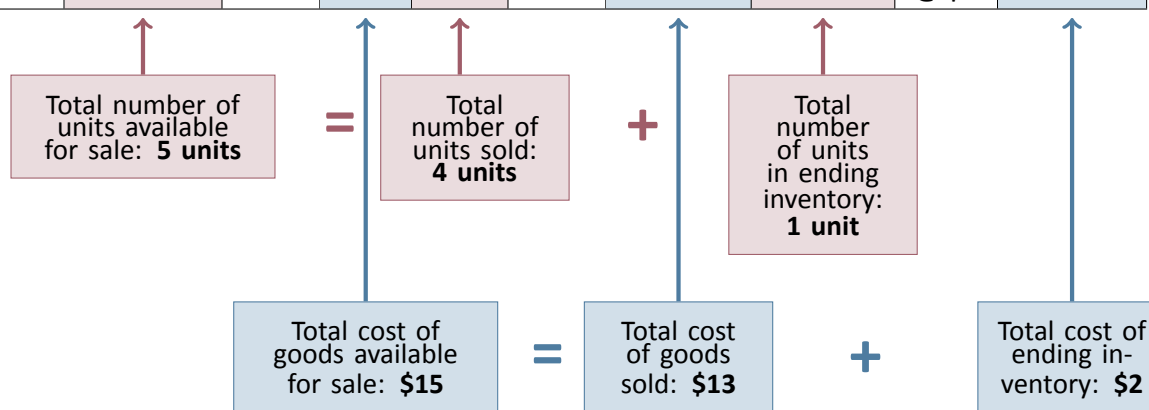 Total number of
units available
for sale: 5 units
=
Total
number of
units sold:
4 units
+
Total
number
of units
in ending
inventory:
1 unit
Total cost of
goods available
for sale: $15
=
Total cost
of goods
sold: $13
+
Total cost of
ending in-
ventory: $2